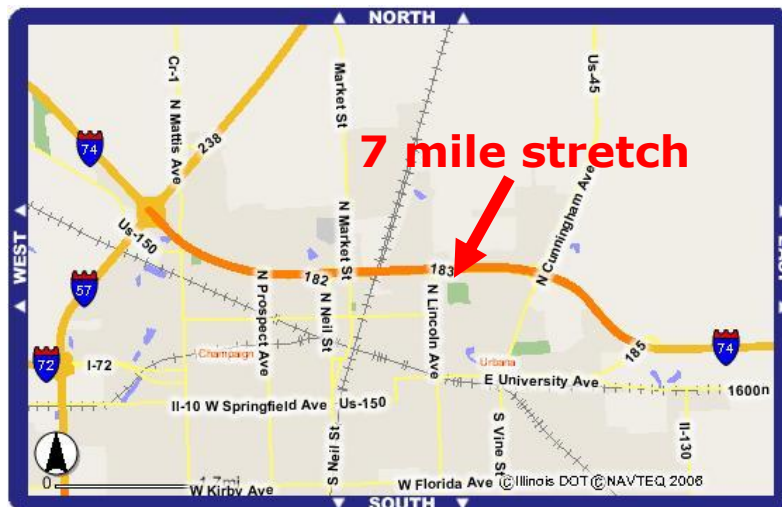 NORTH
Cr-1
N Mattis Ave
238
Market St
Us-45
74
7 mile stretch
Us-150
N Market St
N Cunningham Ave
WEST
57
182
183
N Prospect Ave
N Neil St
N Lincoln Ave
72
I-72
Champaign
Urbana
185
74
E University Ave
1600n
Il-10 W Springfield Ave
Us-150
S Neil St
S Vine St
Il-130
0
1.7mi
W Kirby Ave
W Florida Ave
©Illinois DOT ©NAVTEQ 2006
SOUTH